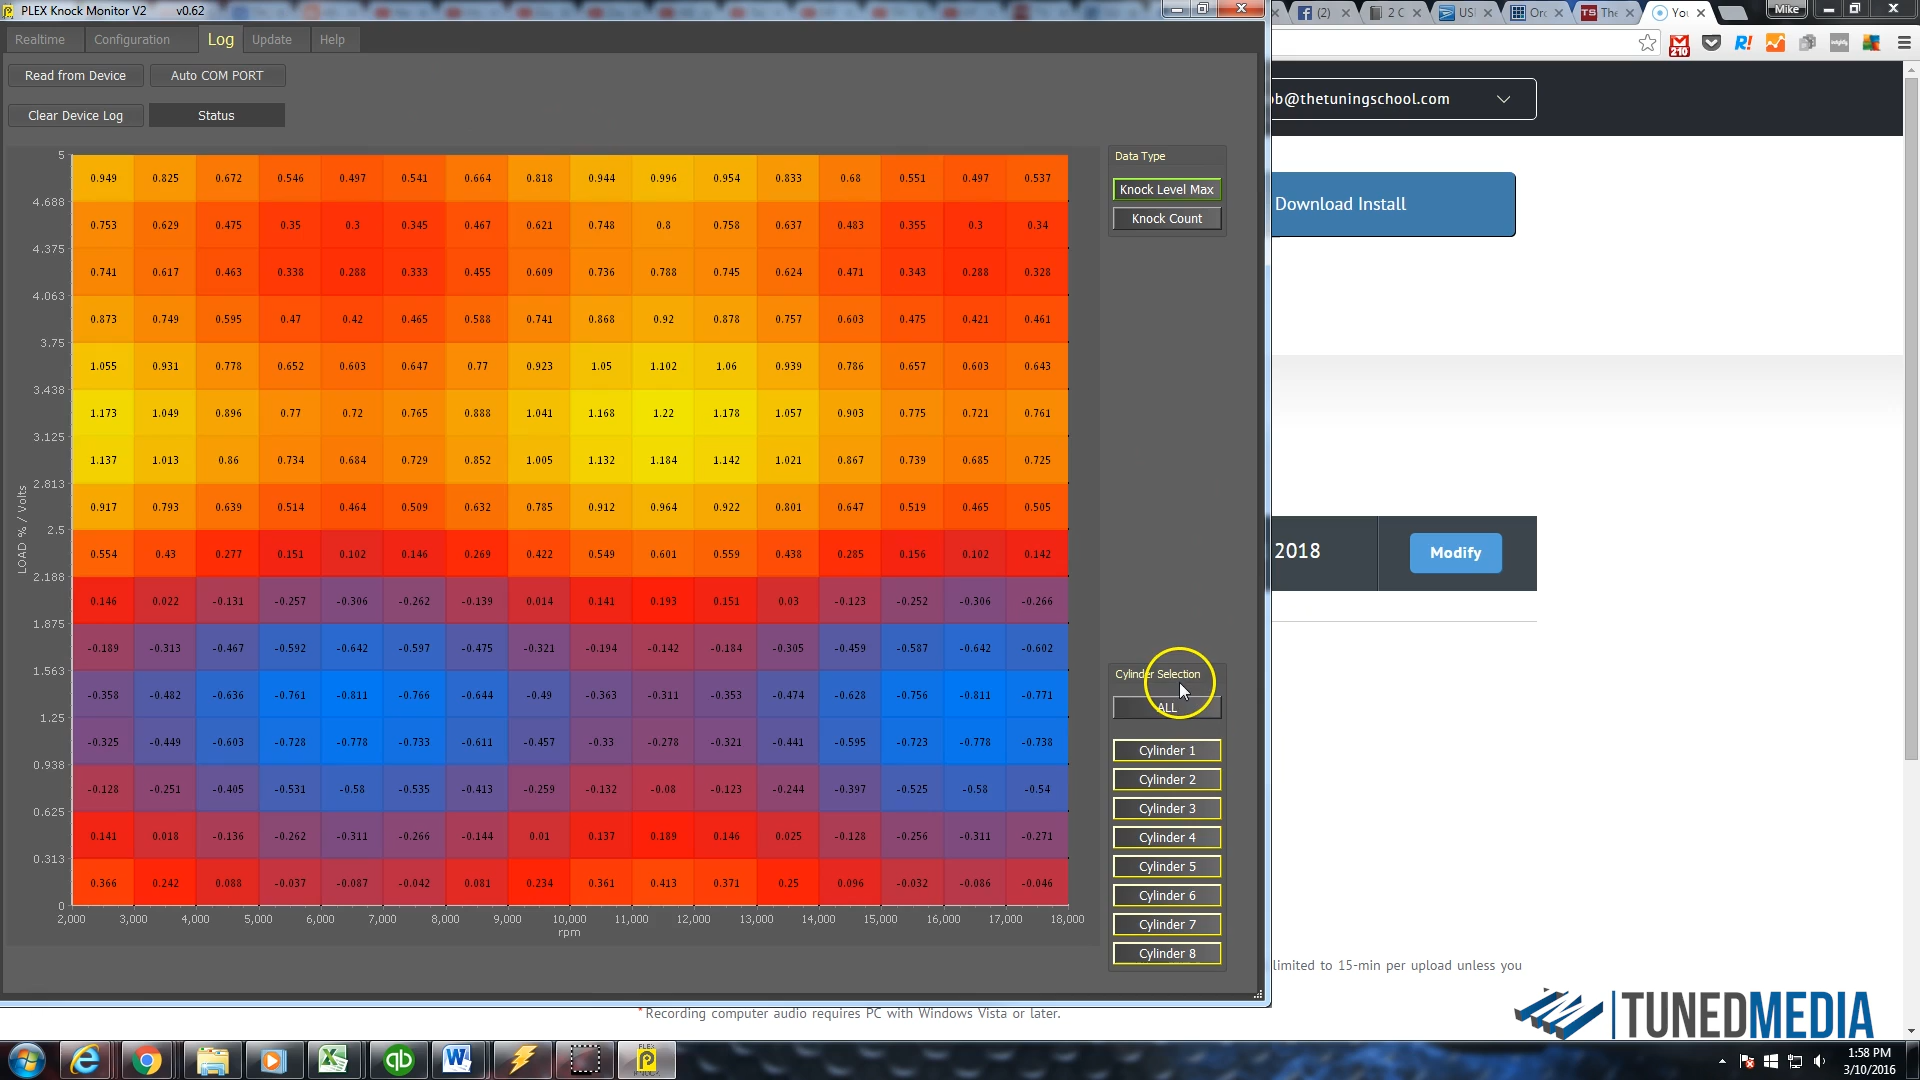 PLEX Knock Monitor V2 v0.62
Realtime Configuration Log Update Help
Read from Device Auto COM PORT
Clear Device Log Status
5
4.688
4.375
4.063
3.75
3.438
3.125
2.813
2.5
2.188
1.875
1.563
1.25
0.938
0.625
0.313
0
LOAD % / Volts
0.949 0.825 0.672 0.546 0.497 0.541 0.664 0.818 0.944 0.996 0.954 0.833 0.68 0.551 0.497 0.537
0.753 0.629 0.475 0.35 0.3 0.345 0.467 0.621 0.748 0.8 0.758 0.637 0.483 0.355 0.3 0.34
0.741 0.617 0.463 0.338 0.288 0.333 0.455 0.609 0.736 0.788 0.745 0.624 0.471 0.343 0.288 0.328
0.873 0.749 0.595 0.47 0.42 0.465 0.588 0.741 0.868 0.92 0.878 0.757 0.603 0.475 0.421 0.461
1.055 0.931 0.778 0.652 0.603 0.647 0.77 0.923 1.05 1.102 1.06 0.939 0.786 0.657 0.603 0.643
1.173 1.049 0.896 0.77 0.72 0.765 0.888 1.041 1.168 1.22 1.178 1.057 0.903 0.775 0.721 0.761
1.137 1.013 0.86 0.734 0.684 0.729 0.852 1.005 1.132 1.184 1.142 1.021 0.867 0.739 0.685 0.725
0.917 0.793 0.639 0.514 0.464 0.509 0.632 0.785 0.912 0.964 0.922 0.801 0.647 0.519 0.465 0.505
0.554 0.43 0.277 0.151 0.102 0.146 0.269 0.422 0.549 0.601 0.559 0.438 0.285 0.156 0.102 0.142
0.146 0.022 -0.131 -0.257 -0.306 -0.262 -0.139 0.014 0.141 0.193 0.151 0.03 -0.123 -0.252 -0.306 -0.266
-0.189 -0.313 -0.467 -0.592 -0.642 -0.597 -0.475 -0.321 -0.194 -0.142 -0.184 -0.305 -0.459 -0.587 -0.642 -0.602
-0.358 -0.482 -0.636 -0.761 -0.811 -0.766 -0.644 -0.49 -0.363 -0.311 -0.353 -0.474 -0.628 -0.756 -0.811 -0.771
-0.325 -0.449 -0.603 -0.728 -0.778 -0.733 -0.611 -0.457 -0.33 -0.278 -0.321 -0.441 -0.595 -0.723 -0.778 -0.738
-0.128 -0.251 -0.405 -0.531 -0.58 -0.535 -0.413 -0.259 -0.132 -0.08 -0.123 -0.244 -0.397 -0.525 -0.58 -0.54
0.141 0.018 -0.136 -0.262 -0.311 -0.266 -0.144 0.01 0.137 0.189 0.146 0.025 -0.128 -0.256 -0.311 -0.271
0.366 0.242 0.088 -0.037 -0.087 -0.042 0.081 0.234 0.361 0.413 0.371 0.25 0.096 -0.032 -0.086 -0.046
2,000 3,000 4,000 5,000 6,000 7,000 8,000 9,000 10,000 11,000 12,000 13,000 14,000 15,000 16,000 17,000 18,000
rpm
Data Type
Knock Level Max
Knock Count
Cylinder Selection
ALL
Cylinder 1
Cylinder 2
Cylinder 3
Cylinder 4
Cylinder 5
Cylinder 6
Cylinder 7
Cylinder 8
(2) 2 C US Or The Yo Mike
210
ob@thetuningschool.com
Download Install
2018 Modify
limited to 15-min per upload unless you
*Recording computer audio requires PC with Windows Vista or later.
TUNEDMEDIA
1:58 PM
3/10/2016